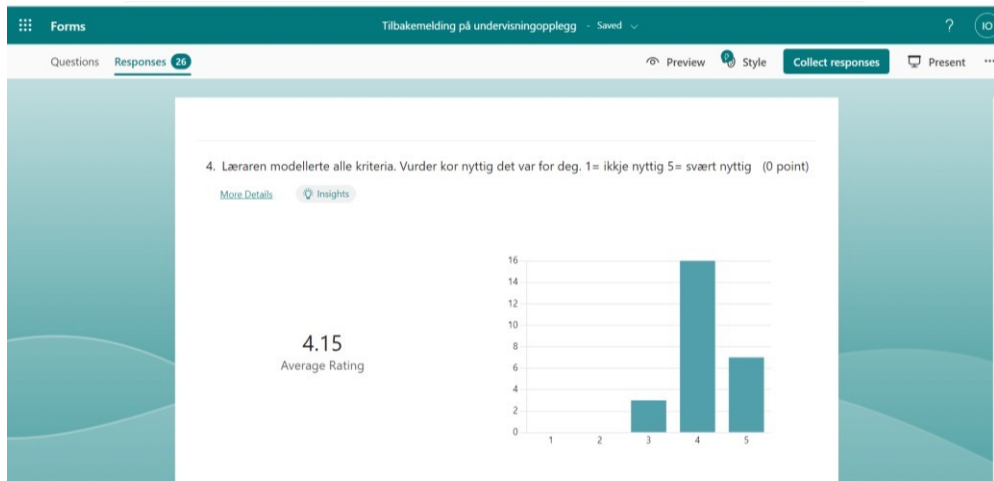 Forms
Tilbakemelding på undervisningopplegg - Saved
?
IO
Questions Responses 26
Preview
Style
Collect responses
Present
...
4. Læraren modellerte alle kriteria. Vurder kor nyttig det var for deg. 1= ikkje nyttig 5= svært nyttig (0 point)
More Details
Insights
4.15
Average Rating
16
14
12
10
8
6
4
2
0
1 2 3 4 5